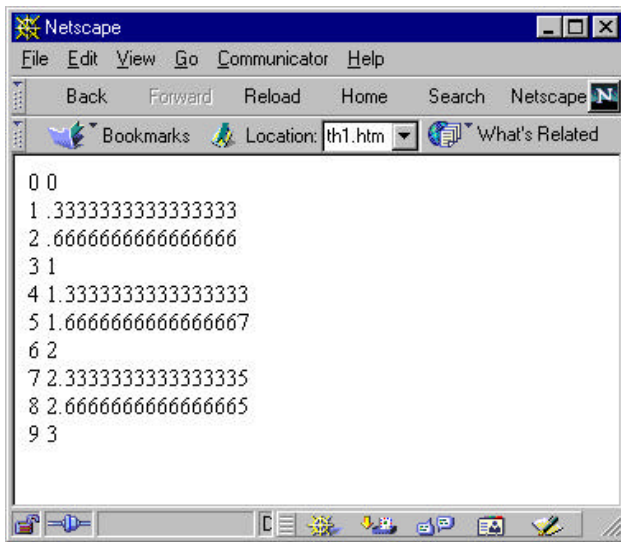 Netscape
File Edit View Go Communicator Help
Back Forward Reload Home Search Netscape N
Bookmarks Location: th1.htm What's Related
0 0
1 .3333333333333333
2 .6666666666666666
3 1
4 1.3333333333333333
5 1.6666666666666667
6 2
7 2.3333333333333335
8 2.6666666666666665
9 3